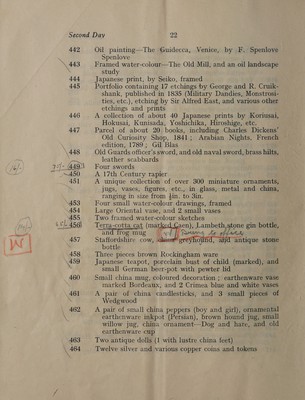 Second Day 22
442 Oil painting—The Guidecca, Venice, by F. Spenlove
Spenlove
443 Framed water-colour—The Old Mill, and an oil landscape
study
444 Japanese print, by Seiko, framed
445 Portfolio containing 17 etchings by George and R. Cruik-
shank, published in 1835 (Military Dandies, Monstrosi-
ties, etc.), etching by Sir Alfred East, and various other
etchings and prints
446 A collection of about 40 Japanese prints by Korinsai,
Hokusai, Kunisada, Yoshichika, Hiroshige, etc.
447 Parcel of about 20 books, including Charles Dickens'
Old Curiosity Shop, 1841; Arabian Nights, French
edition, 1789; Gil Blas
448 Old Guards officer's sword, and old naval sword, brass hilts,
leather scabbards
449 Four swords
450 A 17th Century rapier
451 A unique collection of over 300 miniature ornaments,
jugs, vases, figures, etc., in glass, metal and china,
ranging in size from ¼in. to 3in.
453 Four small water-colour drawings, framed
454 Large Oriental vase, and 2 small vases
455 Two framed water-colour sketches
456 Terra-cotta cat (marked Caen), Lambeth stone gin bottle,
and frog mug
457 Staffordshire cow, greyhound, and antique stone
bottle
458 Three pieces brown Rockingham ware
459 Japanese teapot, porcelain bust of child (marked), and
small German beer-pot with pewter lid
460 Small china mug, coloured decoration; earthenware vase
marked Bordeaux, and 2 Crimea blue and white vases
461 A pair of china candlesticks, and 3 small pieces of
Wedgwood
462 A pair of small china peppers (boy and girl), ornamental
earthenware inkpot (Persian), brown hound jug, small
willow jug, china ornament—Dog and hare, and old
earthenware cup
463 Two antique dolls (1 with lustre china feet)
464 Twelve silver and various copper coins and tokens